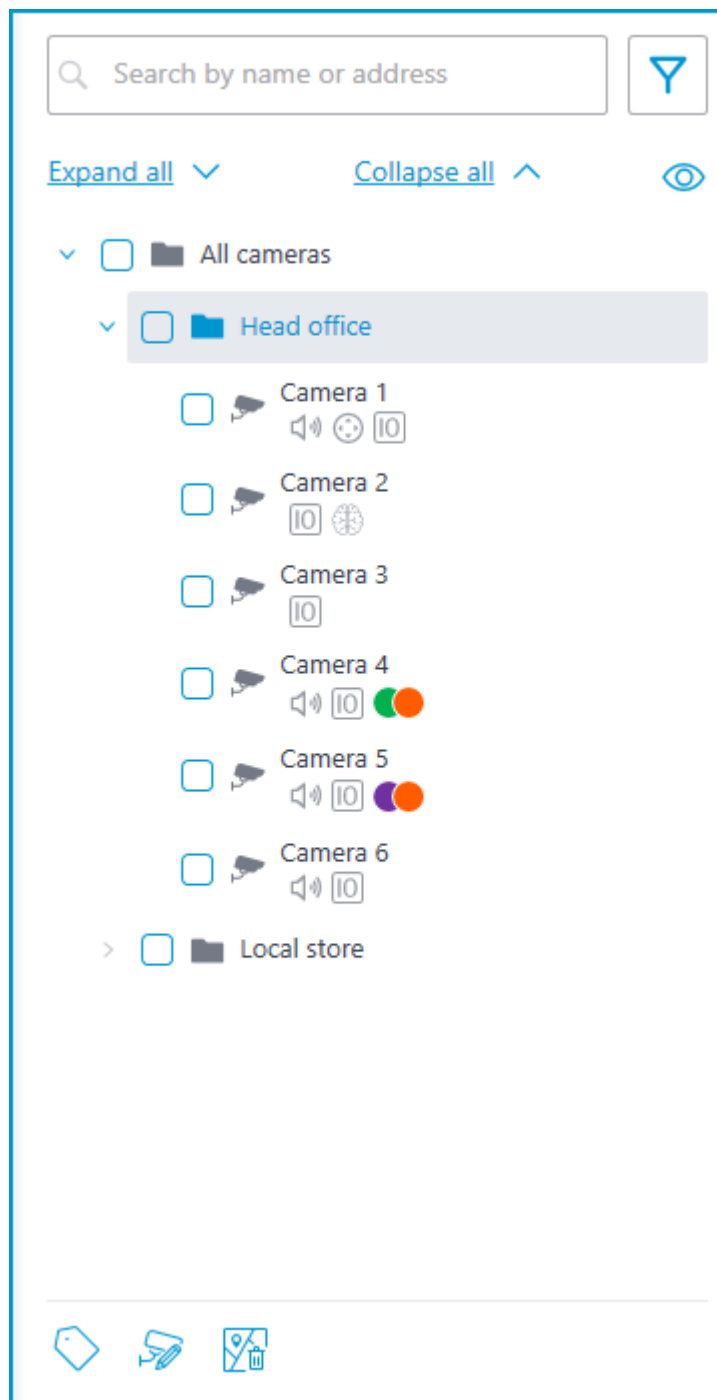 Search by name or address
Expand all Collapse all
All cameras
Head office
Camera 1
IO
Camera 2
IO
Camera 3
IO
Camera 4
IO
Camera 5
IO
Camera 6
IO
Local store